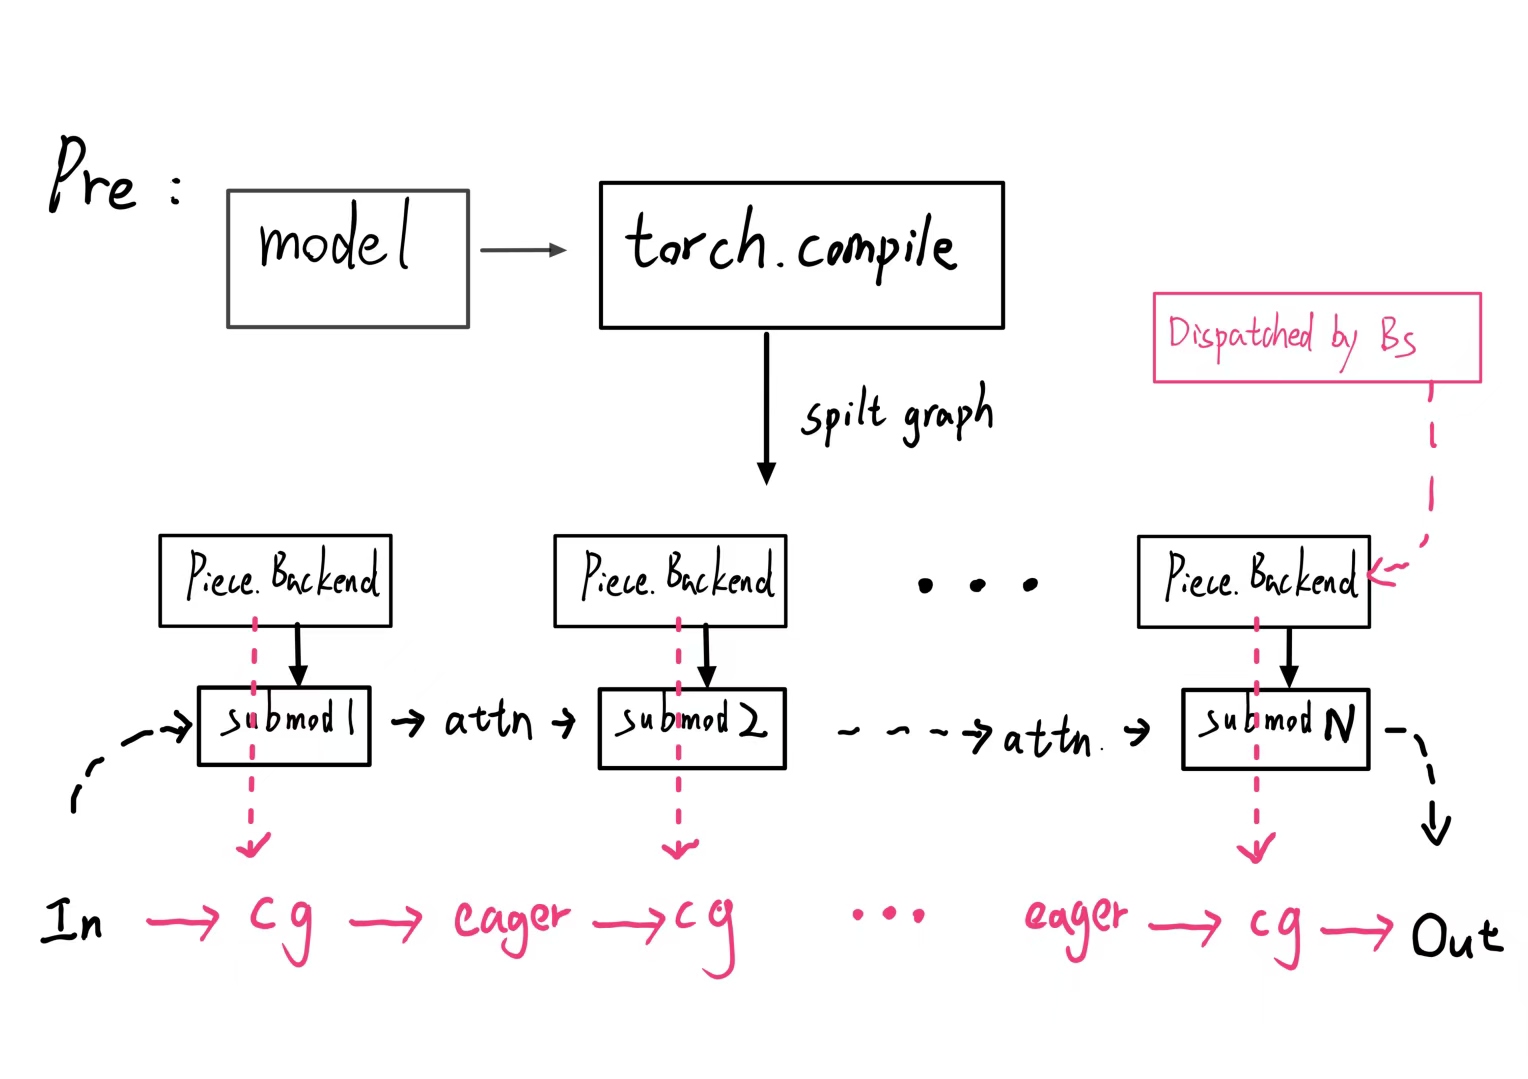 Pre :
model
torch.compile
Dispatched by Bs
spilt graph
Piece. Backend
Piece. Backend
...
Piece. Backend
submod 1
attn
submod 2
attn.
submod N
In
cg
eager
cg
...
eager
cg
Out